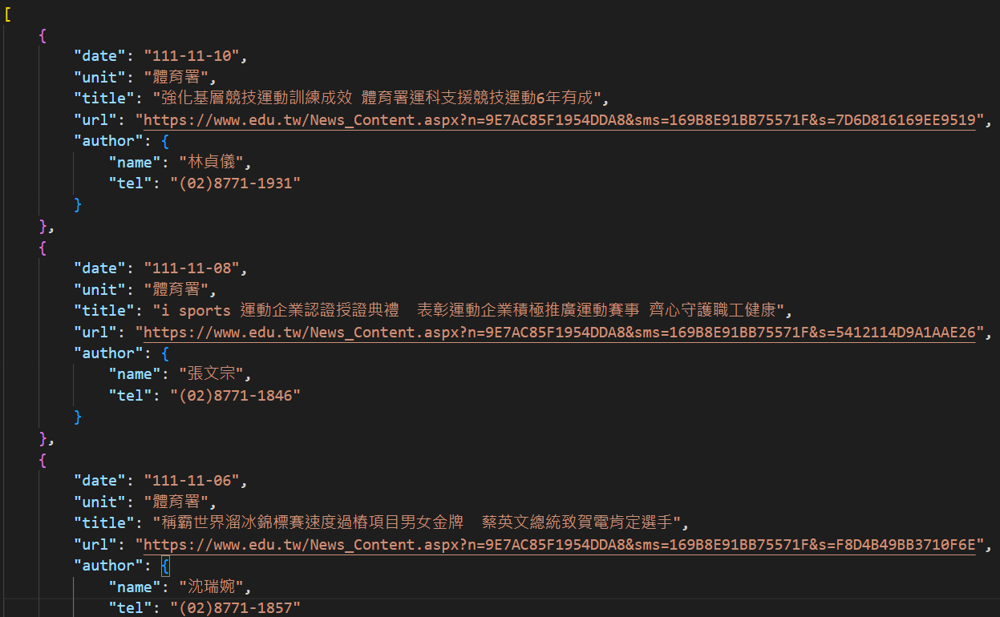 [
{
"date": "111-11-10",
"unit": "體育署",
"title": "強化基層競技運動訓練成效 體育署運科支援競技運動6年有成",
"url": "https://www.edu.tw/News_Content.aspx?n=9E7AC85F1954DDA8&sms=169B8E91BB75571F&s=7D6D816169EE9519",
"author": {
"name": "林貞儀",
"tel": "(02)8771-1931"
}
},
{
"date": "111-11-08",
"unit": "體育署",
"title": "i sports 運動企業認證授證典禮  表彰運動企業積極推廣運動賽事 齊心守護職工健康",
"url": "https://www.edu.tw/News_Content.aspx?n=9E7AC85F1954DDA8&sms=169B8E91BB75571F&s=5412114D9A1AAE26",
"author": {
"name": "張文宗",
"tel": "(02)8771-1846"
}
},
{
"date": "111-11-06",
"unit": "體育署",
"title": "稱霸世界溜冰錦標賽速度過樁項目男女金牌  蔡英文總統致賀電肯定選手",
"url": "https://www.edu.tw/News_Content.aspx?n=9E7AC85F1954DDA8&sms=169B8E91BB75571F&s=F8D4B49BB3710F6E",
"author": {
"name": "沈瑞婉",
"tel": "(02)8771-1857"